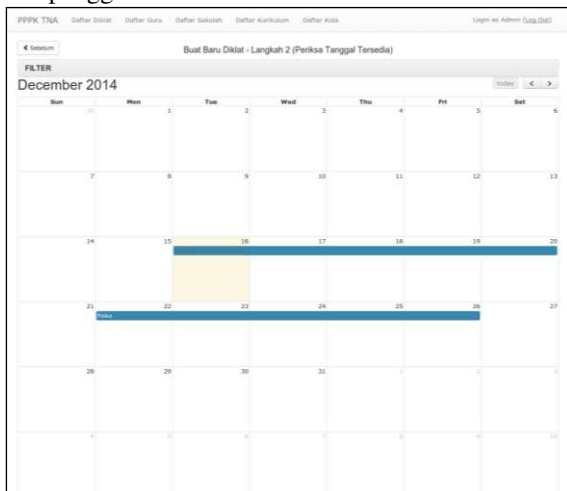 PPPK TNA Daftar Diklat Daftar Guru Daftar Sekolah Daftar Kurikulum Daftar Kota Login as Admin (Log Out)
Sebelum
Buat Baru Diklat - Langkah 2 (Periksa Tanggal Tersedia)
FILTER
December 2014 today < >
Sun Mon Tue Wed Thu Fri Sat
30 1 2 3 4 5 6
7 8 9 10 11 12 13
14 15 16 17 18 19 20
21 22 23 24 25 26 27
28 29 30 31 1 2 3
4 5 6 7 8 9 10